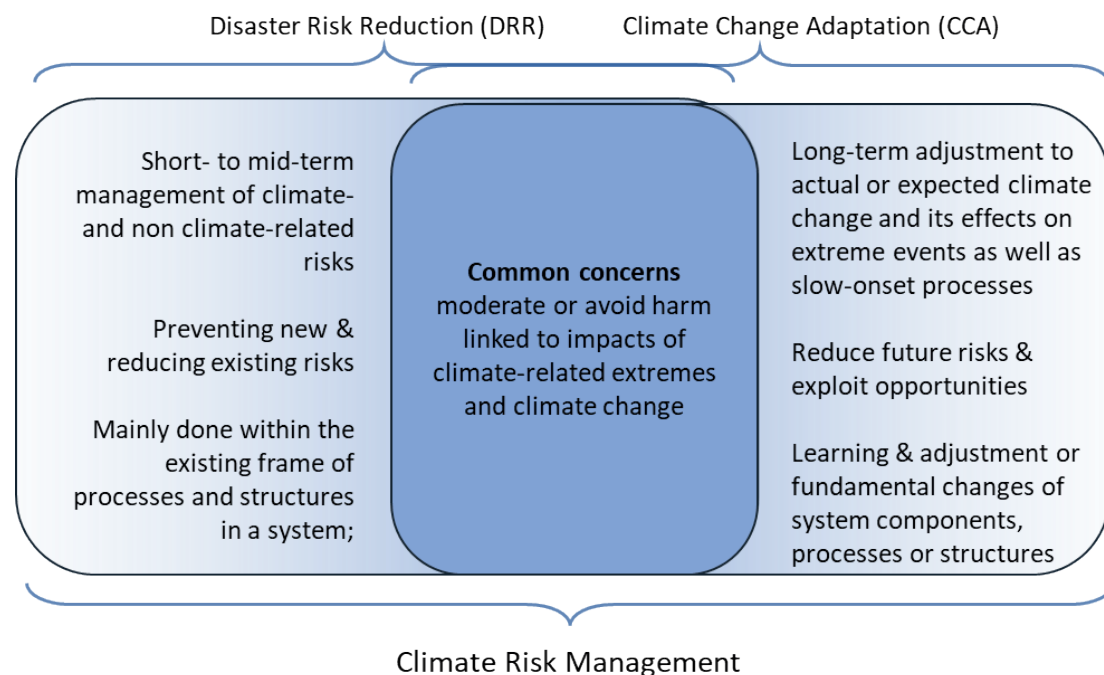 Disaster Risk Reduction (DRR)
Climate Change Adaptation (CCA)
Short- to mid-term
management of climate-
and non climate-related
risks
Preventing new &
reducing existing risks
Mainly done within the
existing frame of
processes and structures
in a system;
Common concerns
moderate or avoid harm
linked to impacts of
climate-related extremes
and climate change
Long-term adjustment to
actual or expected climate
change and its effects on
extreme events as well as
slow-onset processes
Reduce future risks &
exploit opportunities
Learning & adjustment or
fundamental changes of
system components,
processes or structures
Climate Risk Management